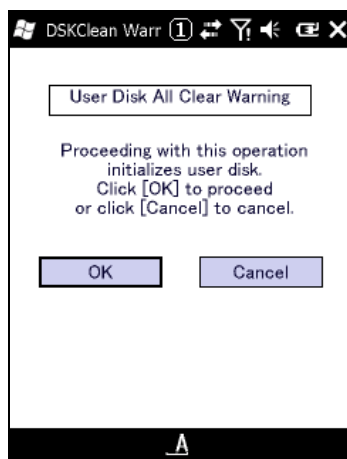 DSKClean Warr 1
User Disk All Clear Warning
Proceeding with this operation
initializes user disk.
Click [OK] to proceed
or click [Cancel] to cancel.
OK Cancel
A